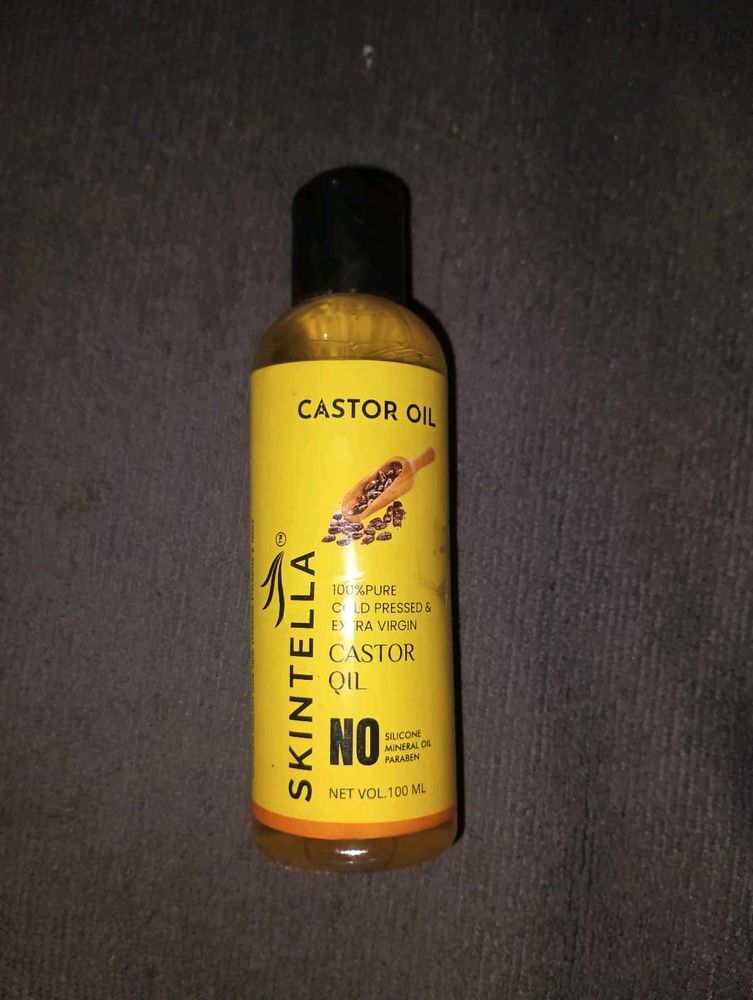 CASTOR OIL
SKINTELLA
TM
100%PURE
COLD PRESSED &
EXTRA VIRGIN
CASTOR
OIL
NO
SILICONE
MINERAL OIL
PARABEN
NET VOL.100 ML